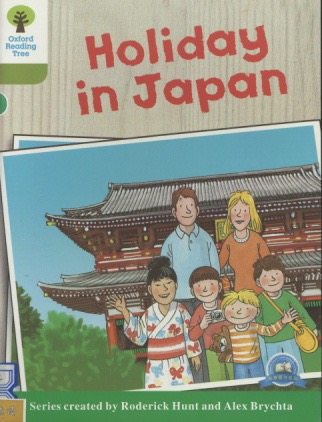 Oxford
Reading
Tree
Holiday
in Japan
Series created by Roderick Hunt and Alex Brychta